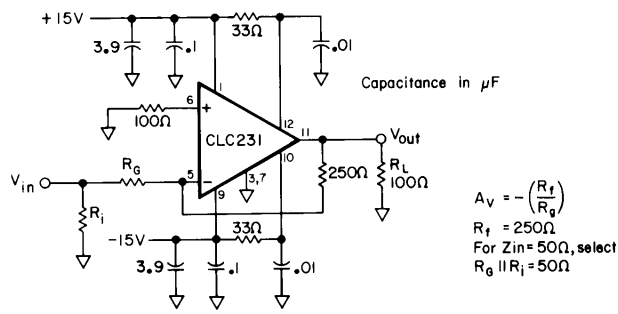 +15V
33Ω
3.9
.1
.01
Capacitance in μF
1
6
+
100Ω
CLC231
12
11
Vout
10
RG
5
−
3,7
250Ω
RL
100Ω
Vin
9
Ri
-15V
33Ω
3.9
.1
.01
Av = -(Rf/Rg)
Rf = 250Ω
For Zin=50Ω, select
RG || Ri = 50Ω